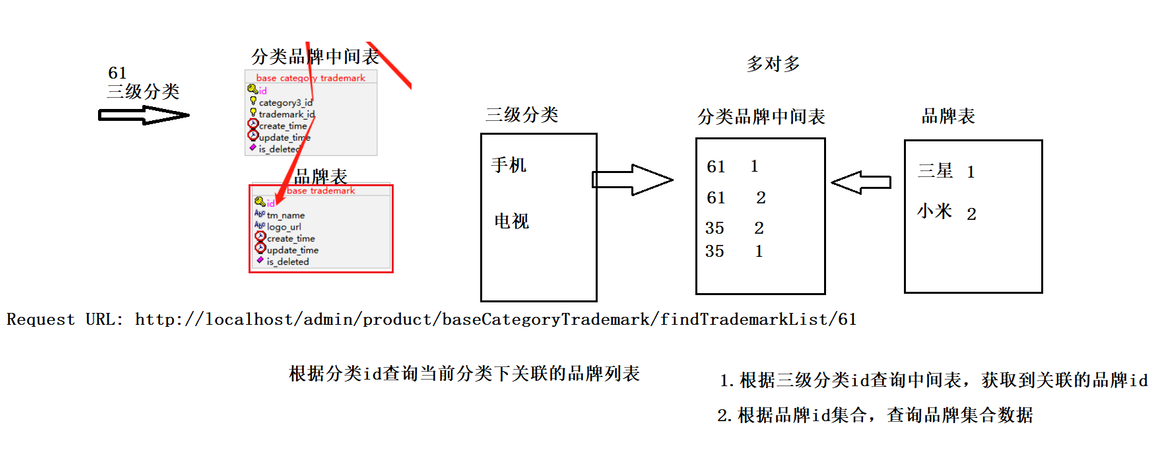 61
三级分类
分类品牌中间表
base category trademark
id
category3_id
trademark_id
create_time
update_time
is_deleted
品牌表
base trademark
id
tm_name
logo_url
create_time
update_time
is_deleted
多对多
三级分类
手机
电视
分类品牌中间表
61 1
61 2
35 2
35 1
品牌表
三星 1
小米 2
Request URL: http://localhost/admin/product/baseCategoryTrademark/findTrademarkList/61
根据分类id查询当前分类下关联的品牌列表
1.根据三级分类id查询中间表，获取到关联的品牌id
2.根据品牌id集合，查询品牌集合数据